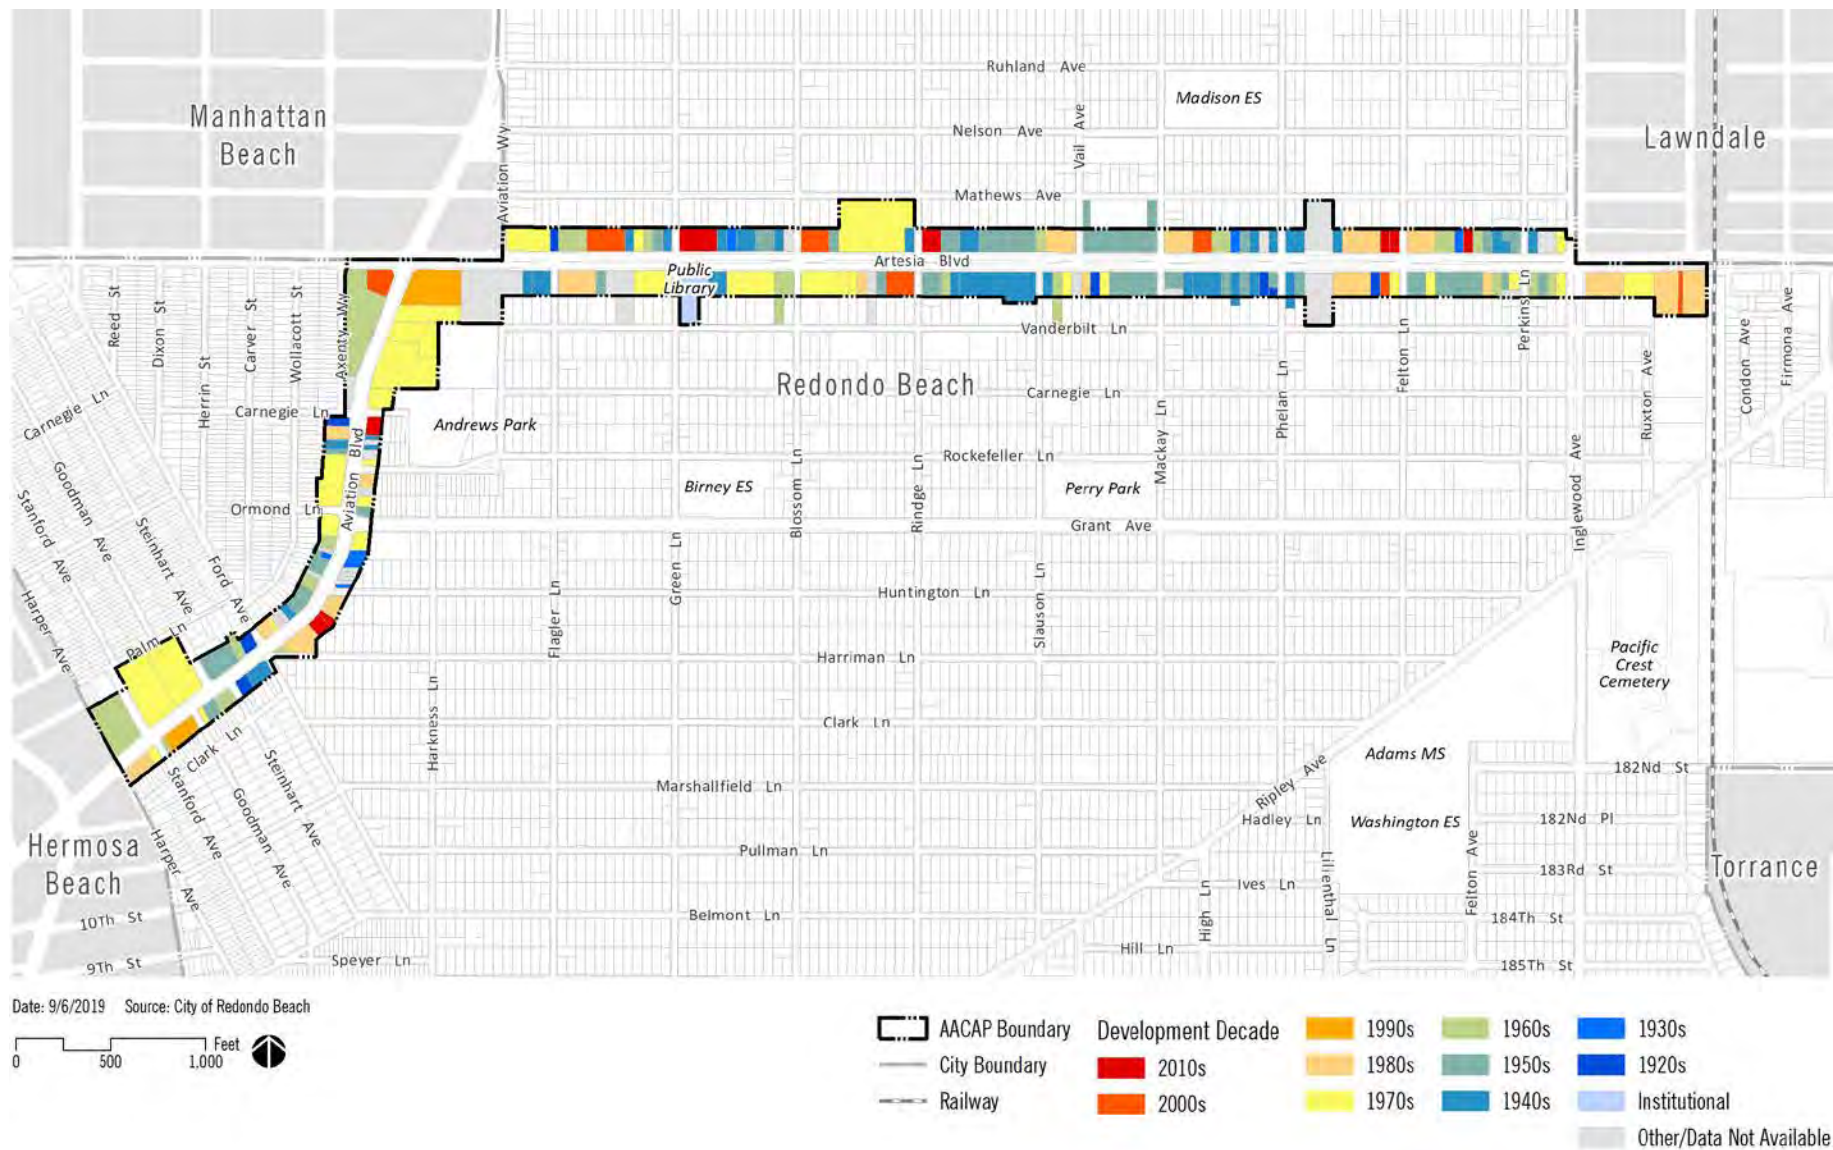 Ruhland Ave
Madison ES
Manhattan
Beach
Lawndale
Nelson Ave
Vail Ave
Aviation Wy
Mathews Ave
Artesia Blvd
Public
Library
Reed St
Dixon St
Herrin St
Carver St
Wollacott St
Axenty Wy
Vanderbilt Ln
Perkins Ln
Felton Ln
Phelan Ln
Mackay Ln
Ruxton Ave
Condon Ave
Firmona Ave
Redondo Beach
Carnegie Ln
Carnegie Ln
Carnegie Ln
Andrews Park
Aviation Blvd
Rockefeller Ln
Birney ES
Perry Park
Blossom Ln
Rindge Ln
Inglewood Ave
Ormond Ln
Grant Ave
Goodman Ave
Stanford Ave
Steinhart Ave
Ford Ave
Harper Ave
Palm Ln
Green Ln
Flagler Ln
Huntington Ln
Slauson Ln
Harriman Ln
Pacific
Crest
Cemetery
Harkness Ln
Clark Ln
Clark Ln
Stanford Ave
Goodman Ave
Steinhart Ave
Harper Ave
Adams MS
182Nd St
Marshallfield Ln
Ripley Ave
Hadley Ln
Washington ES
182Nd Pl
Hermosa
Beach
Pullman Ln
Felton Ave
183Rd St
Torrance
Ives Ln
High Ln
Lilienthal Ln
10Th St
Belmont Ln
184Th St
Hill Ln
9Th St
Speyer Ln
185Th St
Date: 9/6/2019 Source: City of Redondo Beach
0 500 1,000 Feet
AACAP Boundary
City Boundary
Railway
Development Decade
2010s
2000s
1990s
1980s
1970s
1960s
1950s
1940s
1930s
1920s
Institutional
Other/Data Not Available